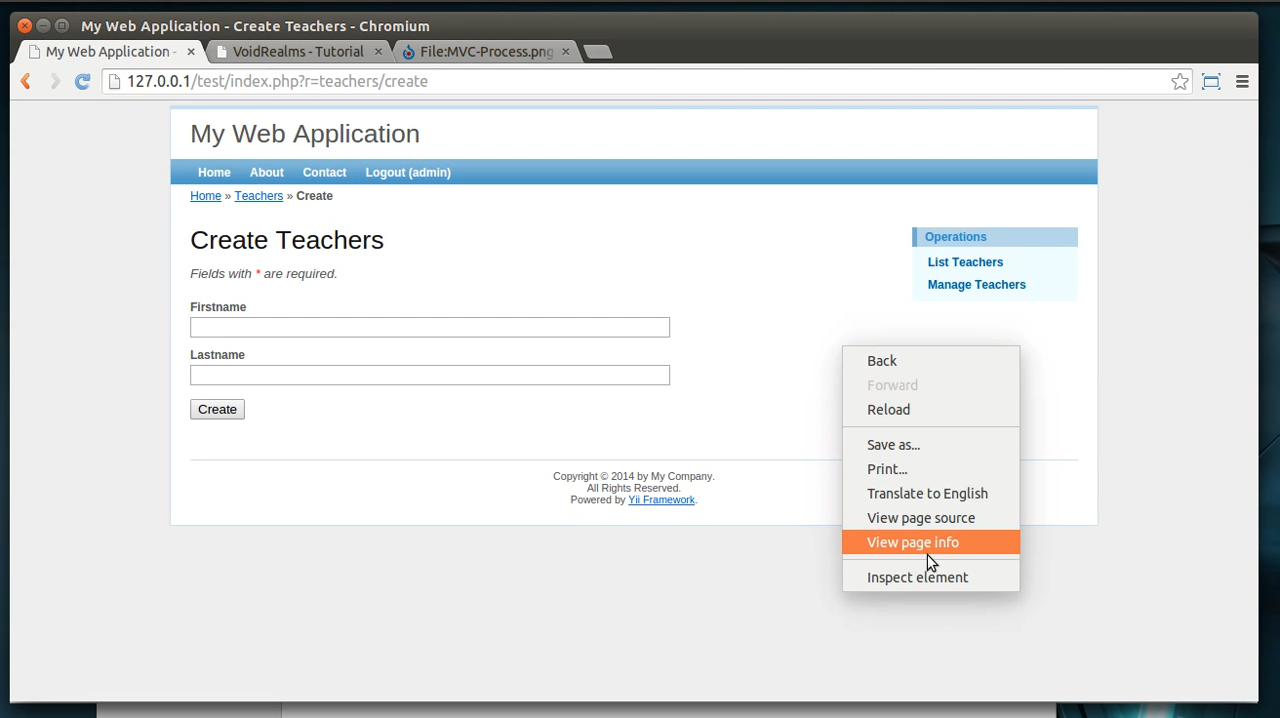 My Web Application - Create Teachers - Chromium
My Web Application -
VoidRealms - Tutorial
File:MVC-Process.png
127.0.0.1/test/index.php?r=teachers/create
My Web Application
Home About Contact Logout (admin)
Home » Teachers » Create
Create Teachers
Fields with * are required.
Firstname
Lastname
Create
Operations
List Teachers
Manage Teachers
Back
Forward
Reload
Save as...
Print...
Translate to English
View page source
View page info
Inspect element
Copyright © 2014 by My Company.
All Rights Reserved.
Powered by Yii Framework.